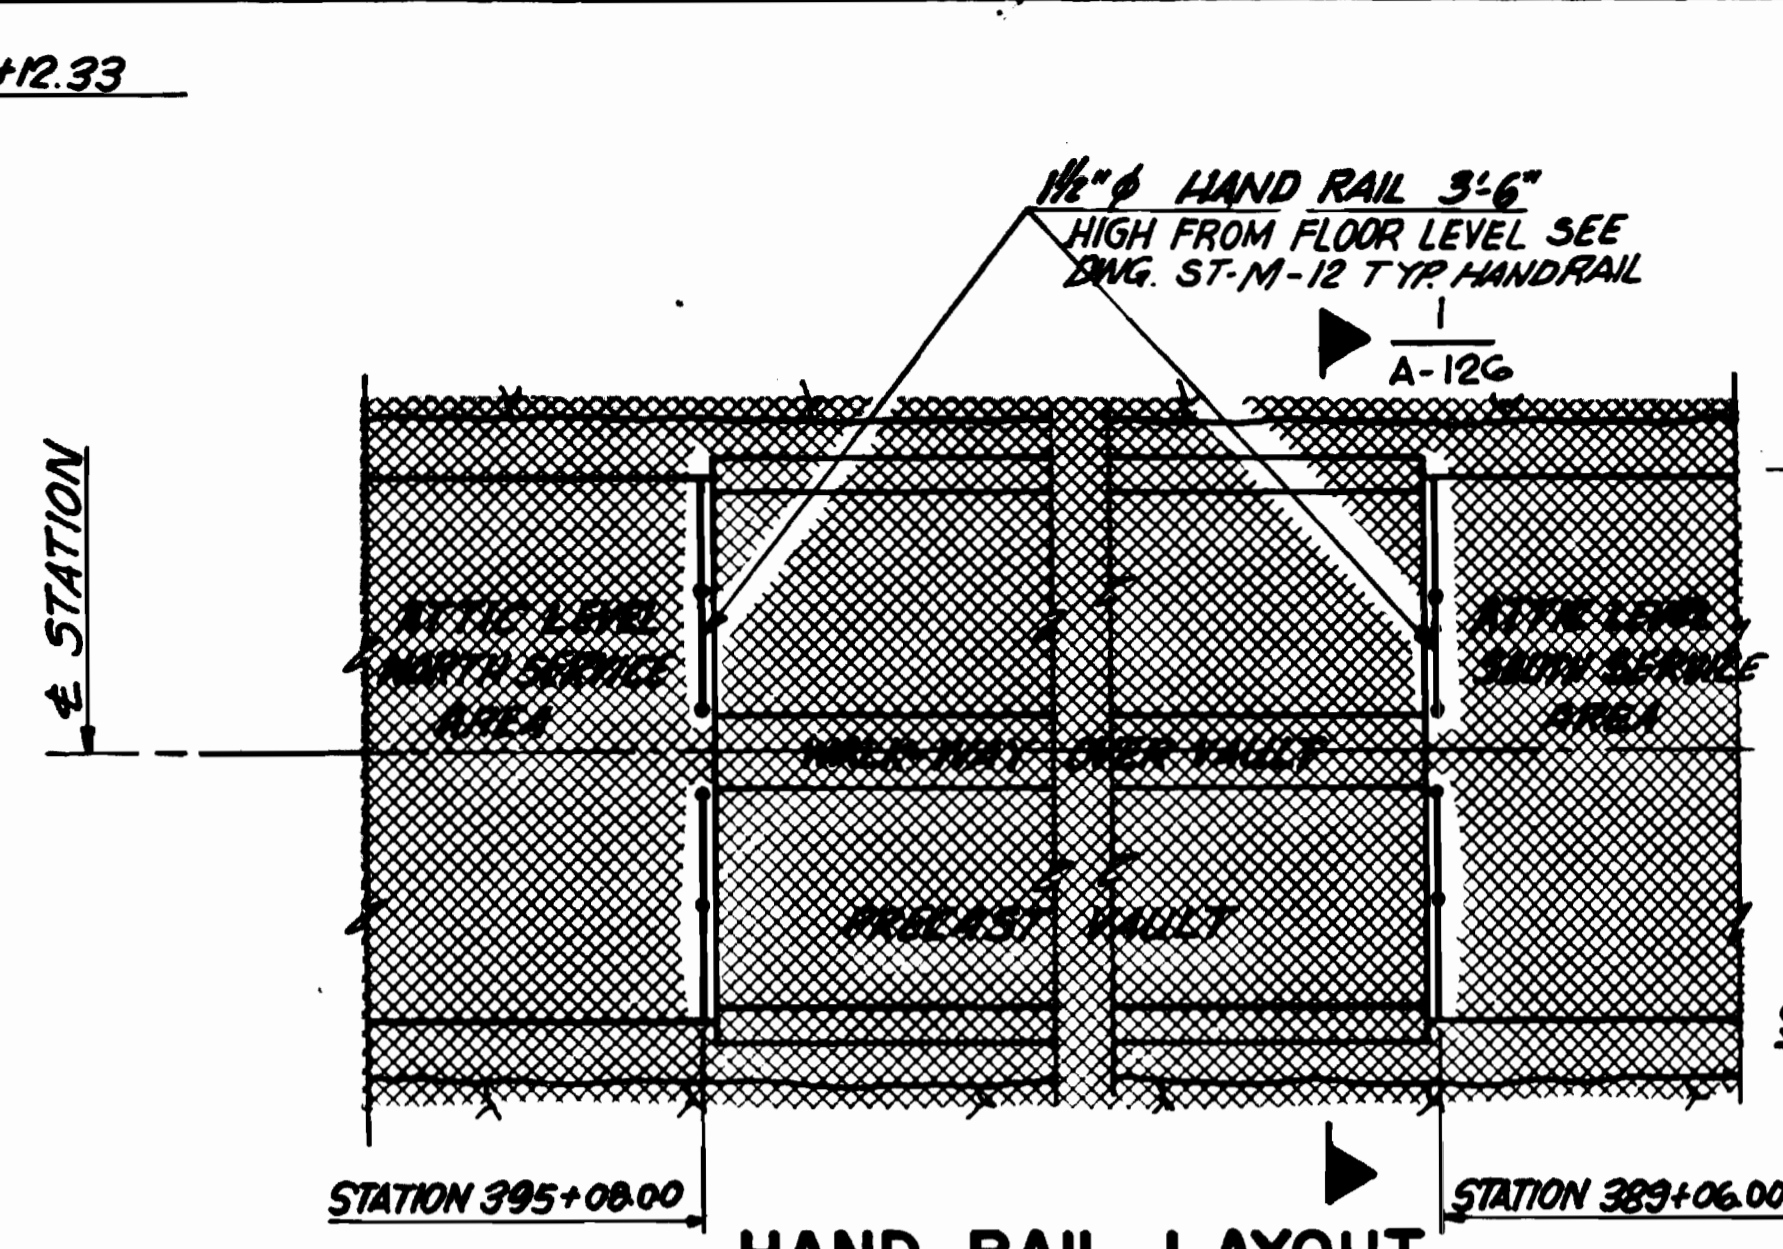 +12.33
1½"⌀ HAND RAIL 3'-6"
HIGH FROM FLOOR LEVEL SEE
DWG. ST-M-12 TYP. HANDRAIL
1
A-126
℄ STATION
ATTIC LEVEL
NORTH SERVICE
AREA
ATTIC LEVEL
SOUTH SERVICE
AREA
WALK-WAY OVER VAULT
PRECAST VAULT
STATION 395+08.00
STATION 389+06.00
HAND RAIL LAYOUT